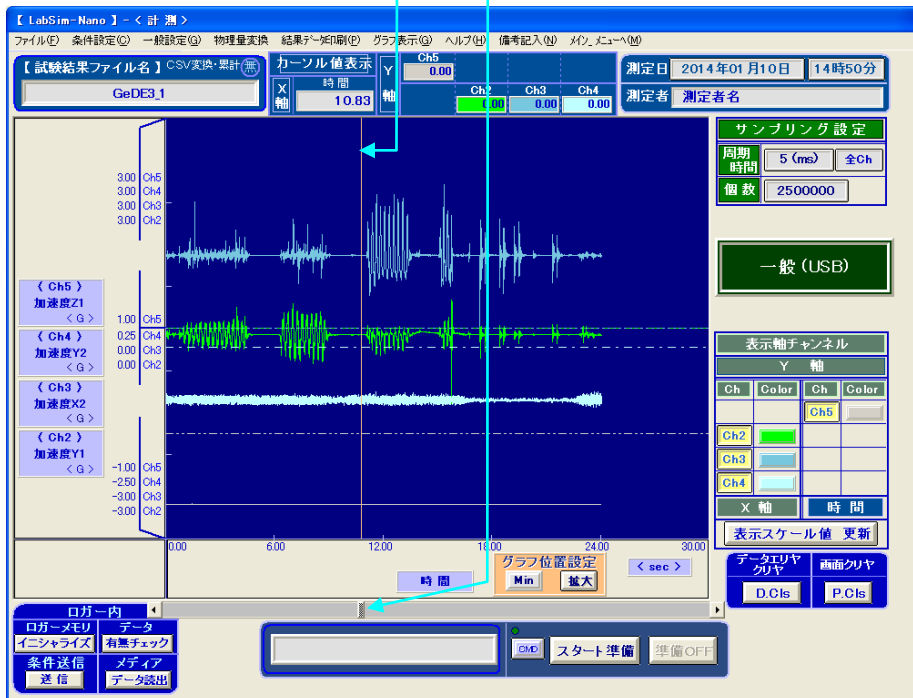 【 LabSim-Nano 】-< 計 測 >
ファイル(F) 条件設定(C) 一般設定(G) 物理量変換 結果データ印刷(P) グラフ表示(G) ヘルプ(H) 備考記入(N) メイン_メニューへ(M)
【 試験結果ファイル名 】 CSV変換・累計 無
GeDE3_1
カーソル値表示
X軸 時間 10.83
Y軸
Ch5 0.00
Ch2 0.00 Ch3 0.00 Ch4 0.00
測定日 2014年01月10日 14時50分
測定者 測定者名
3.00 Ch5
3.00 Ch4
3.00 Ch3
3.00 Ch2
1.00 Ch5
0.25 Ch4
0.00 Ch3
0.00 Ch2
-1.00 Ch5
-2.50 Ch4
-3.00 Ch3
-3.00 Ch2
( Ch5 )
加速度Z1
< G >
( Ch4 )
加速度Y2
< G >
( Ch3 )
加速度X2
< G >
( Ch2 )
加速度Y1
< G >
0.00 6.00 12.00 18.00 24.00 30.00
時 間
グラフ位置設定
Min 拡大
< sec >
サンプリング設定
周期時間 5 (ms) 全Ch
個 数 2500000
一般 (USB)
表示軸チャンネル
Y 軸
Ch Color Ch Color
Ch5
Ch2
Ch3
Ch4
X 軸 時 間
表示スケール値 更新
データエリヤ
クリヤ
D.Cls
画面クリヤ
P.Cls
ロガー内
ロガーメモリ データ
イニシャライズ 有無チェック
条件送信 メディア
送 信 データ読出
CMD スタート準備 準備OFF